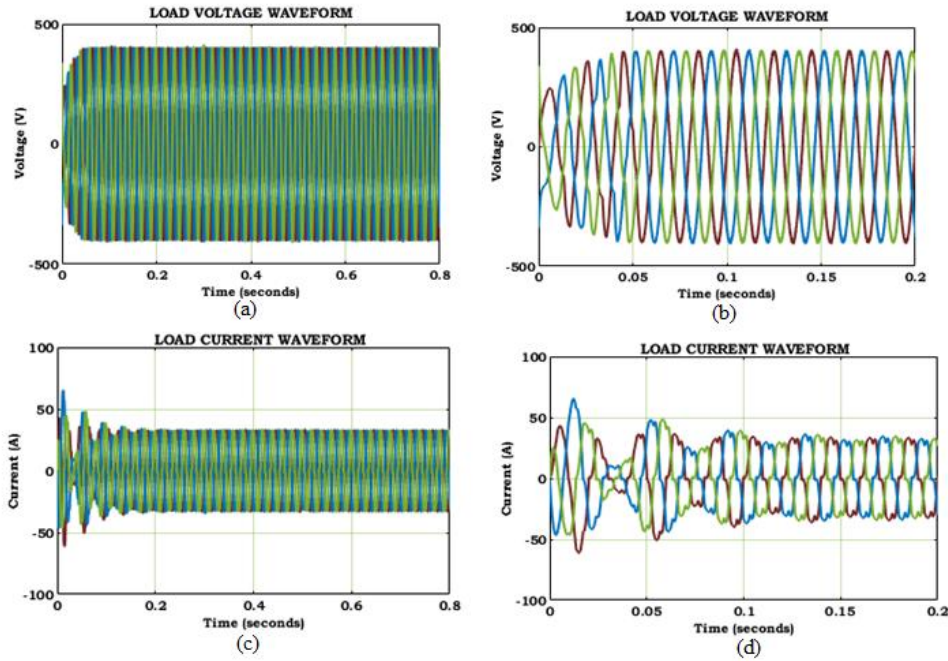 LOAD VOLTAGE WAVEFORM
500
0
-500
Voltage (V)
0 0.2 0.4 0.6 0.8
Time (seconds)
(a)
LOAD VOLTAGE WAVEFORM
500
0
-500
Voltage (V)
0 0.05 0.1 0.15 0.2
Time (seconds)
(b)
LOAD CURRENT WAVEFORM
100
50
0
-50
-100
Current (A)
0 0.2 0.4 0.6 0.8
Time (seconds)
(c)
LOAD CURRENT WAVEFORM
100
50
0
-50
-100
Current (A)
0 0.05 0.1 0.15 0.2
Time (seconds)
(d)